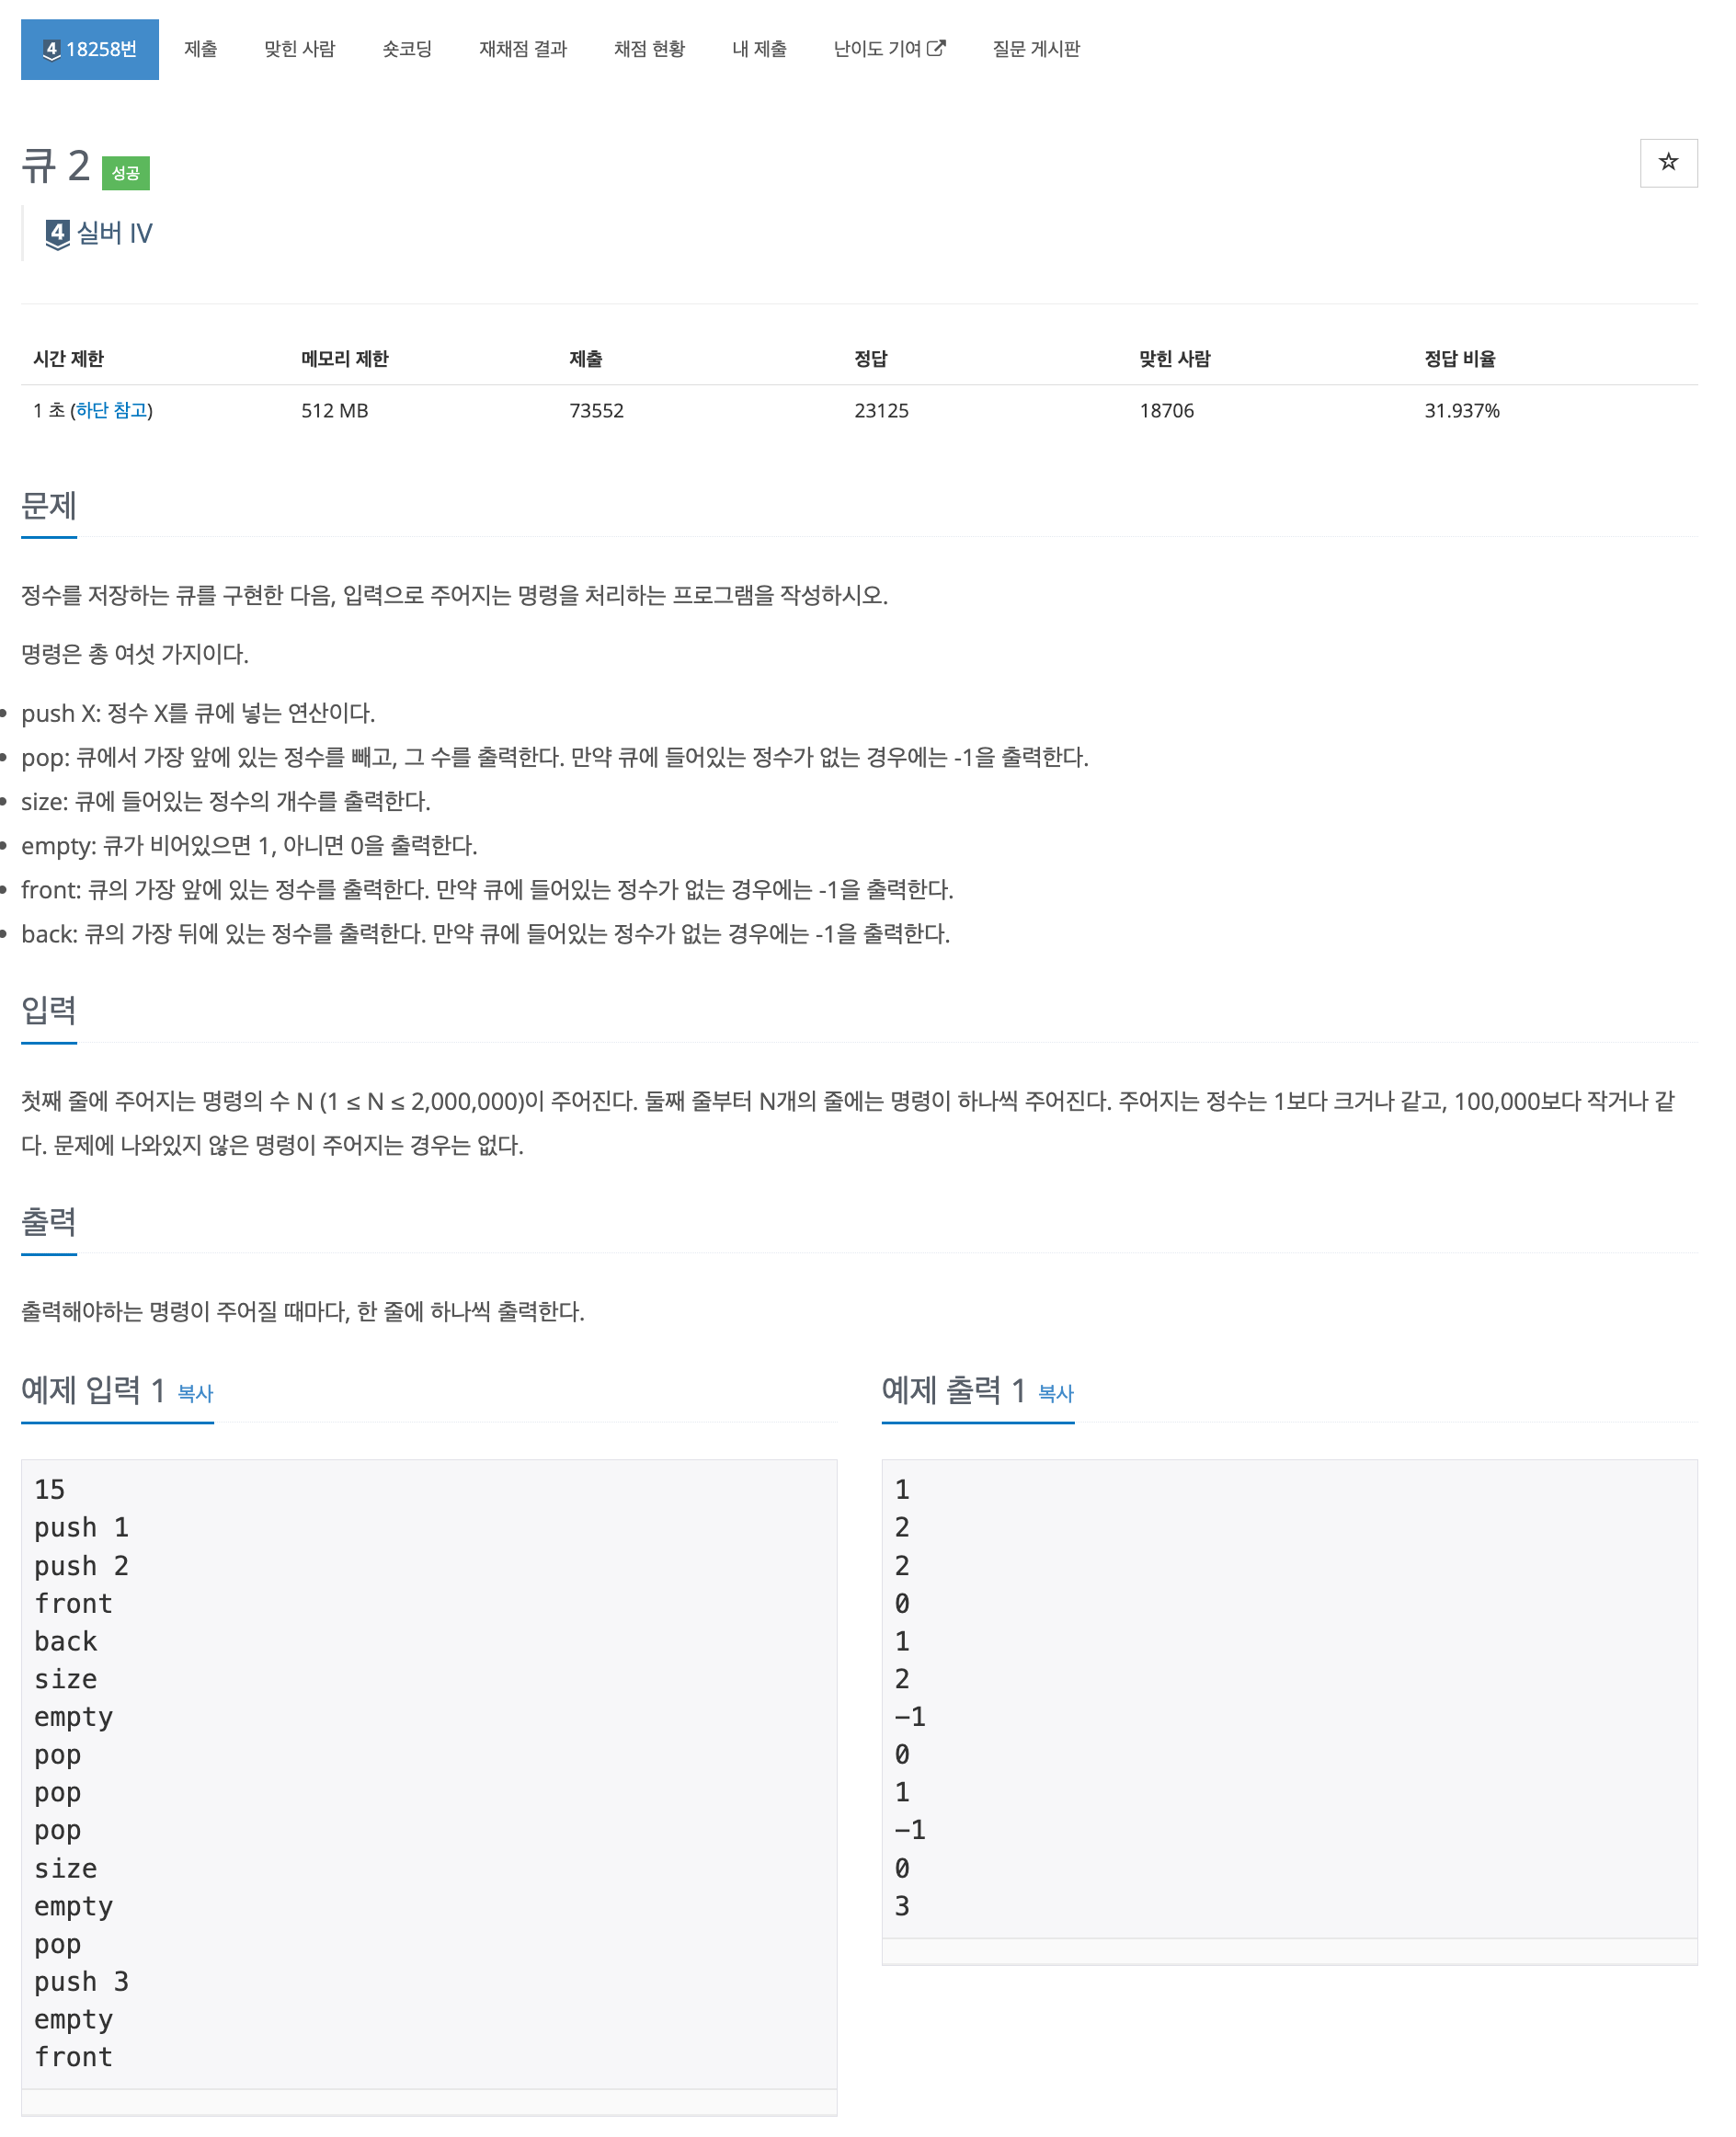 4 18258번 제출 맞힌 사람 숏코딩 재채점 결과 채점 현황 내 제출 난이도 기여 질문 게시판
큐 2 성공
4 실버 IV
시간 제한 메모리 제한 제출 정답 맞힌 사람 정답 비율
1 초 (하단 참고) 512 MB 73552 23125 18706 31.937%
문제
정수를 저장하는 큐를 구현한 다음, 입력으로 주어지는 명령을 처리하는 프로그램을 작성하시오.
명령은 총 여섯 가지이다.
• push X: 정수 X를 큐에 넣는 연산이다.
• pop: 큐에서 가장 앞에 있는 정수를 빼고, 그 수를 출력한다. 만약 큐에 들어있는 정수가 없는 경우에는 -1을 출력한다.
• size: 큐에 들어있는 정수의 개수를 출력한다.
• empty: 큐가 비어있으면 1, 아니면 0을 출력한다.
• front: 큐의 가장 앞에 있는 정수를 출력한다. 만약 큐에 들어있는 정수가 없는 경우에는 -1을 출력한다.
• back: 큐의 가장 뒤에 있는 정수를 출력한다. 만약 큐에 들어있는 정수가 없는 경우에는 -1을 출력한다.
입력
첫째 줄에 주어지는 명령의 수 N (1 ≤ N ≤ 2,000,000)이 주어진다. 둘째 줄부터 N개의 줄에는 명령이 하나씩 주어진다. 주어지는 정수는 1보다 크거나 같고, 100,000보다 작거나 같
다. 문제에 나와있지 않은 명령이 주어지는 경우는 없다.
출력
출력해야하는 명령이 주어질 때마다, 한 줄에 하나씩 출력한다.
예제 입력 1 복사
15
push 1
push 2
front
back
size
empty
pop
pop
pop
size
empty
pop
push 3
empty
front
예제 출력 1 복사
1
2
2
0
1
2
-1
0
1
-1
0
3